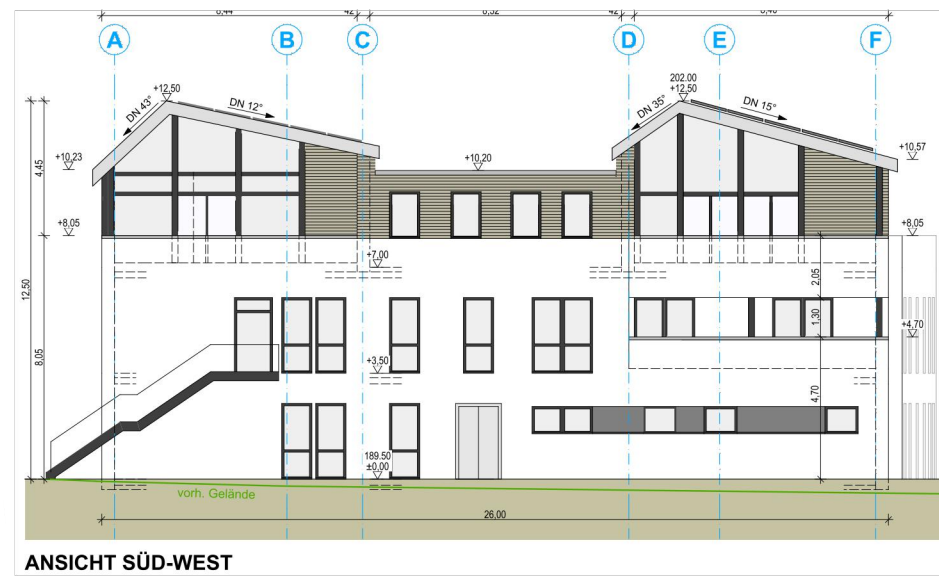 8,44 42 8,52 42 8,48
A B C D E F
+12,50 202.00
+12,50
DN 43° DN 12° DN 35° DN 15°
+10,23 +10,20 +10,57
4,45
+8,05 +8,05
+7,00
2,05
12,50
1,30
+4,70
8,05
+3,50
4,70
189.50
±0,00
vorh. Gelände
26,00
ANSICHT SÜD-WEST